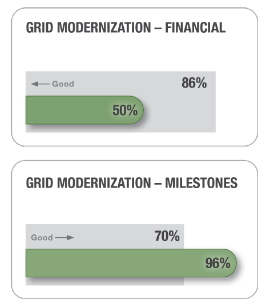 GRID MODERNIZATION – FINANCIAL
Good 86%
50%
GRID MODERNIZATION – MILESTONES
Good 70%
96%